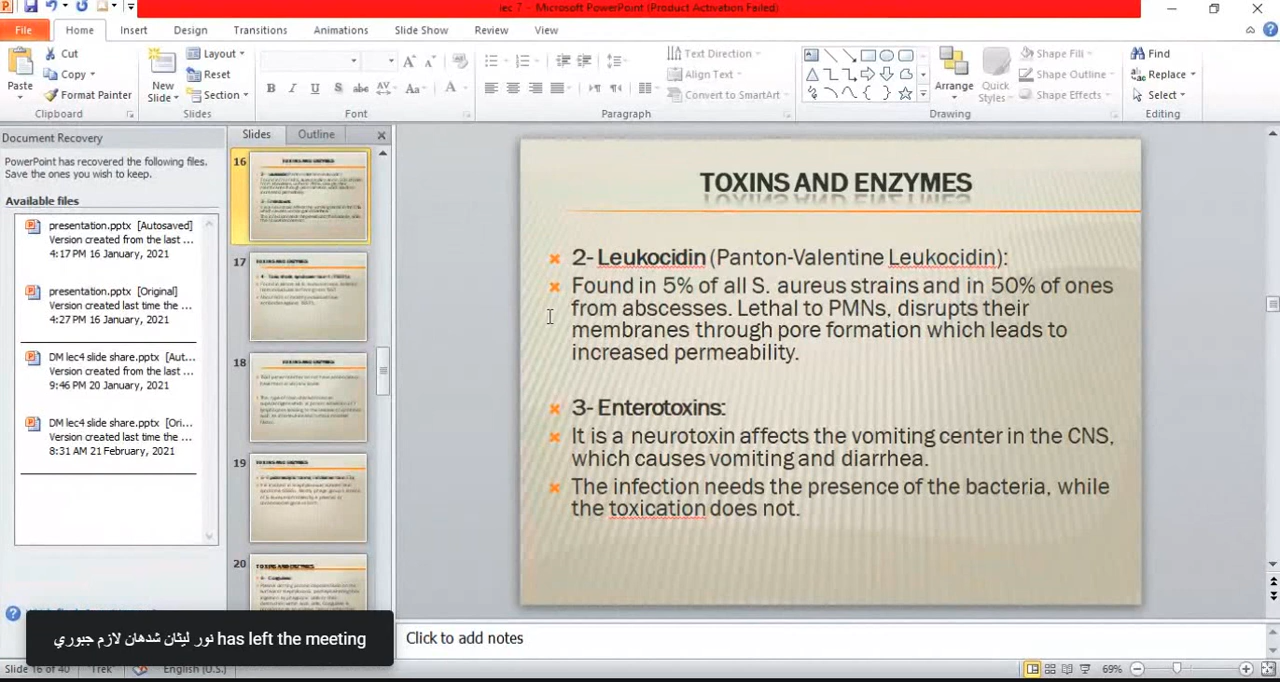 lec 7 - Microsoft PowerPoint (Product Activation Failed)
File Home Insert Design Transitions Animations Slide Show Review View
Cut
Copy
Format Painter
Paste
Clipboard
New Slide
Layout
Reset
Section
Slides
Font
Text Direction
Align Text
Convert to SmartArt
Paragraph
Arrange
Quick Styles
Shape Fill
Shape Outline
Shape Effects
Drawing
Find
Replace
Select
Editing
Document Recovery
PowerPoint has recovered the following files.
Save the ones you wish to keep.
Available files
presentation.pptx [Autosaved]
Version created from the last ...
4:17 PM 16 January, 2021
presentation.pptx [Original]
Version created last time the ...
4:27 PM 16 January, 2021
DM lec4 slide share.pptx [Aut...
Version created from the last ...
9:46 PM 20 January, 2021
DM lec4 slide share.pptx [Ori...
Version created last time the ...
8:31 AM 21 February, 2021
Slides Outline
16
17
18
19
20
TOXINS AND ENZYMES
2- Leukocidin (Panton-Valentine Leukocidin):
Found in 5% of all S. aureus strains and in 50% of ones
from abscesses. Lethal to PMNs, disrupts their
membranes through pore formation which leads to
increased permeability.
3- Enterotoxins:
It is a neurotoxin affects the vomiting center in the CNS,
which causes vomiting and diarrhea.
The infection needs the presence of the bacteria, while
the toxication does not.
نور ليثان شدهان لازم جبوري has left the meeting
Click to add notes
Slide 16 of 40 Trek English (U.S.) 69%